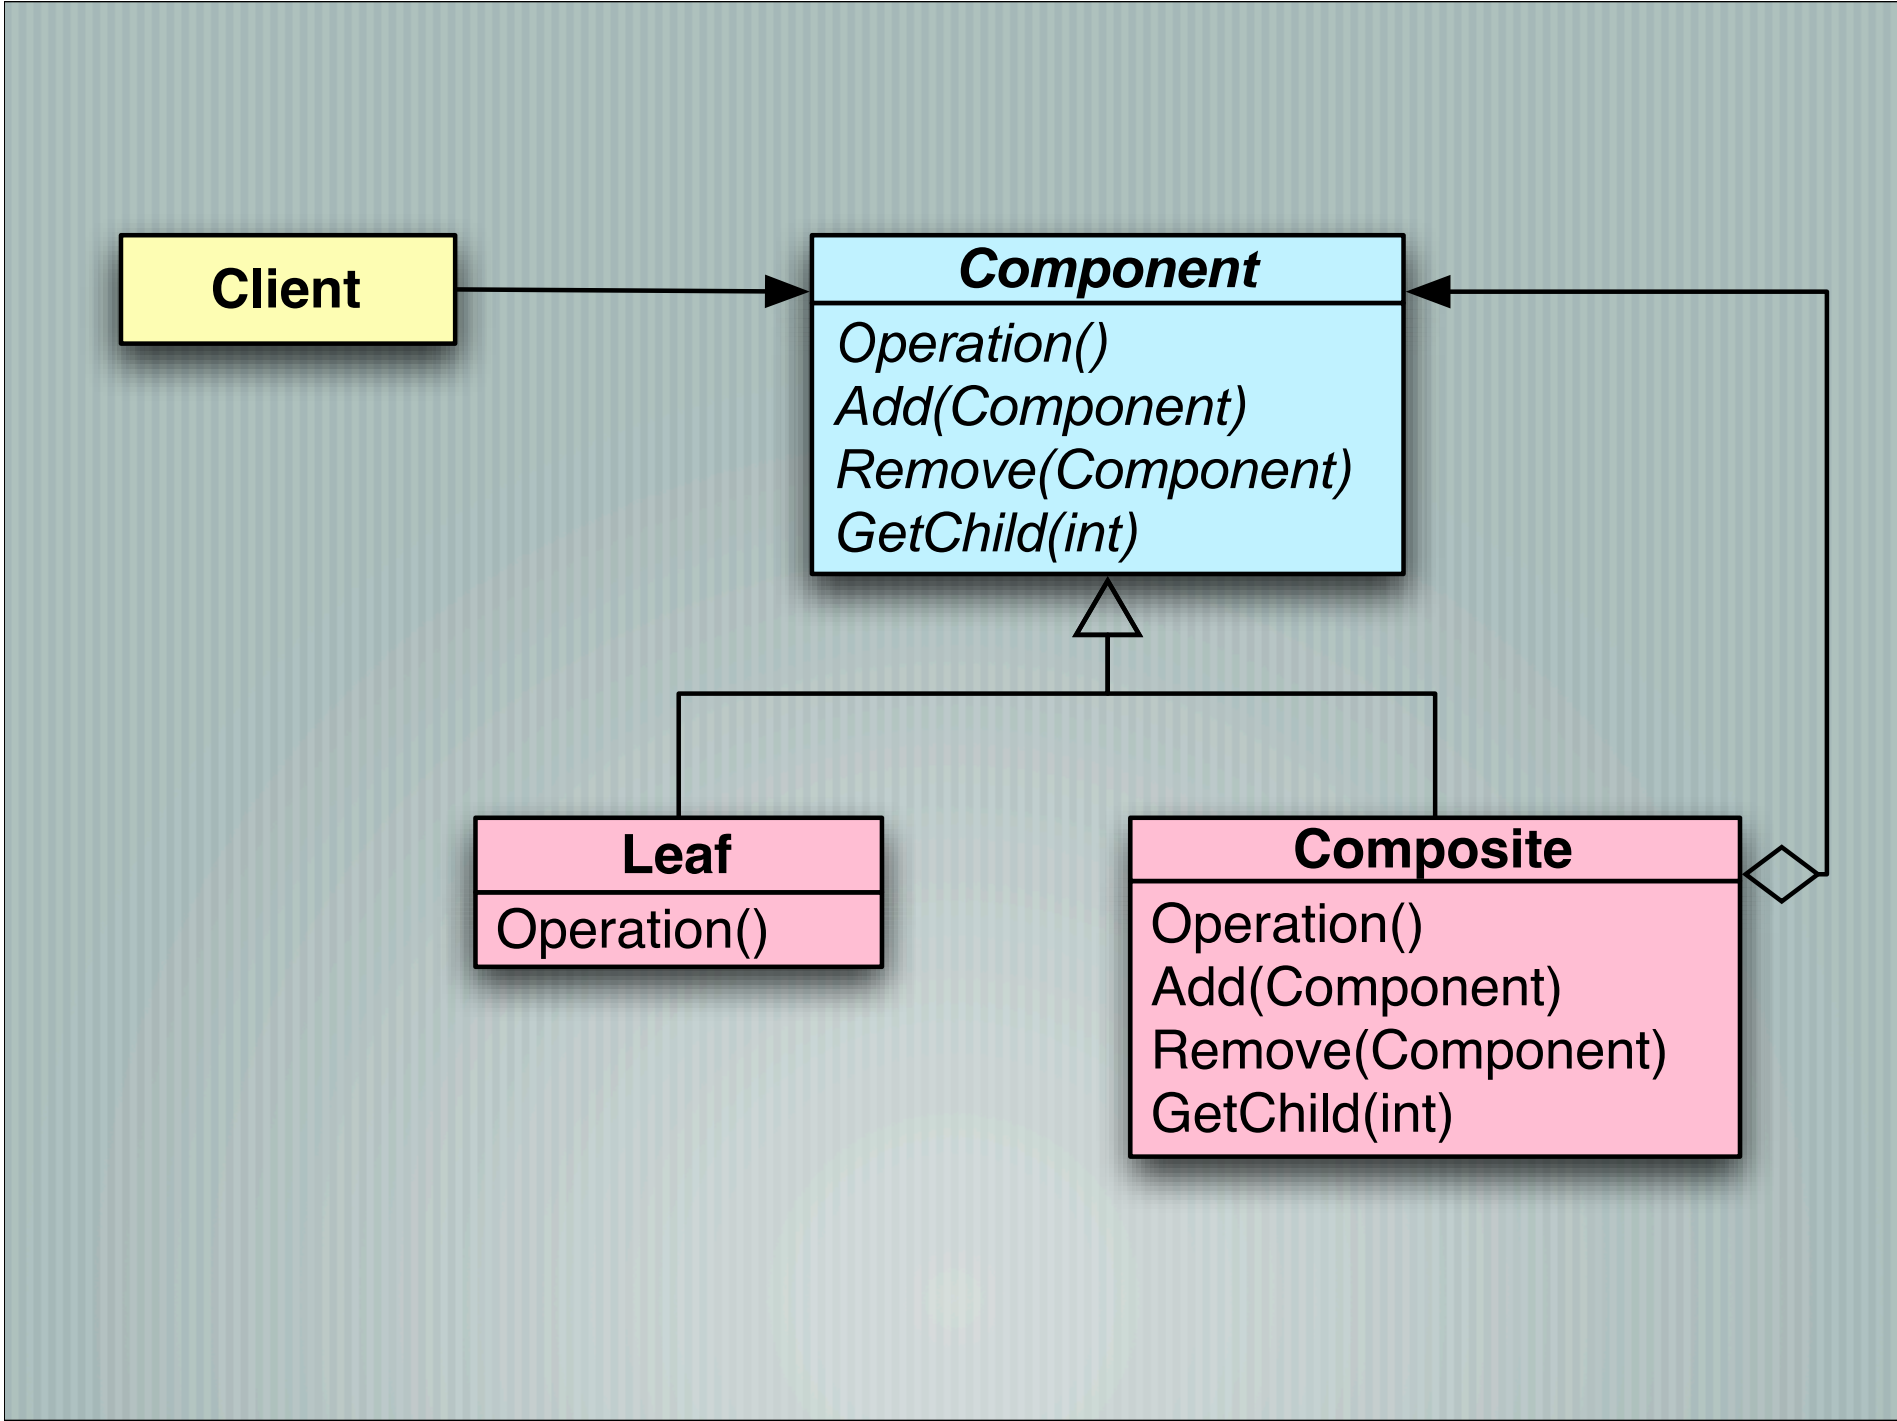 Client
Component
Operation()
Add(Component)
Remove(Component)
GetChild(int)
Leaf
Operation()
Composite
Operation()
Add(Component)
Remove(Component)
GetChild(int)